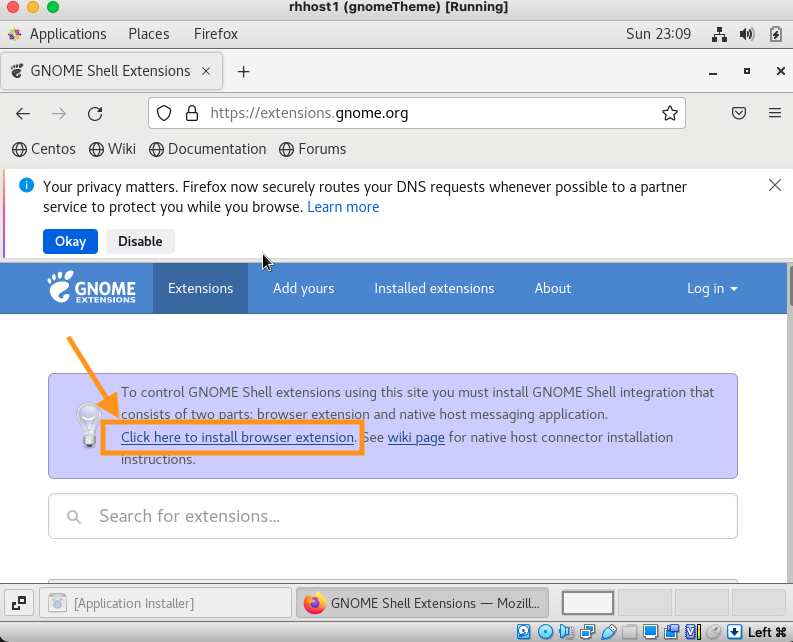 rhhost1 (gnomeTheme) [Running]
Applications Places Firefox Sun 23:09
GNOME Shell Extensions
https://extensions.gnome.org
Centos Wiki Documentation Forums
Your privacy matters. Firefox now securely routes your DNS requests whenever possible to a partner
service to protect you while you browse. Learn more
Okay Disable
GNOME
EXTENSIONS
Extensions Add yours Installed extensions About Log in
To control GNOME Shell extensions using this site you must install GNOME Shell integration that
consists of two parts: browser extension and native host messaging application.
Click here to install browser extension. See wiki page for native host connector installation
instructions.
Search for extensions...
[Application Installer] GNOME Shell Extensions — Mozill...
Left ⌘